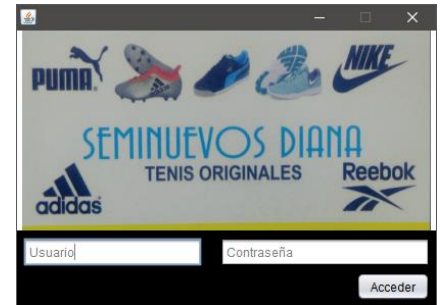 PUMA
NIKE
SEMINUEVOS DIANA
TENIS ORIGINALES
adidas
Reebok
Usuario
Contraseña
Acceder